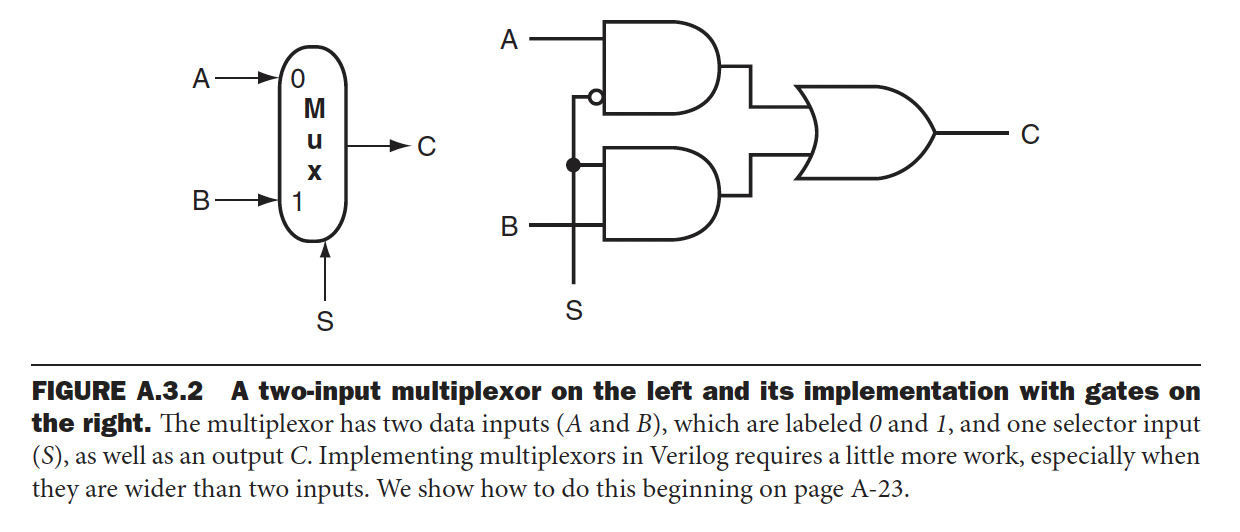 A
0
M
u
x
C
B
1
S
A
C
B
S
FIGURE A.3.2 A two-input multiplexor on the left and its implementation with gates on
the right. The multiplexor has two data inputs (A and B), which are labeled 0 and 1, and one selector input
(S), as well as an output C. Implementing multiplexors in Verilog requires a little more work, especially when
they are wider than two inputs. We show how to do this beginning on page A-23.